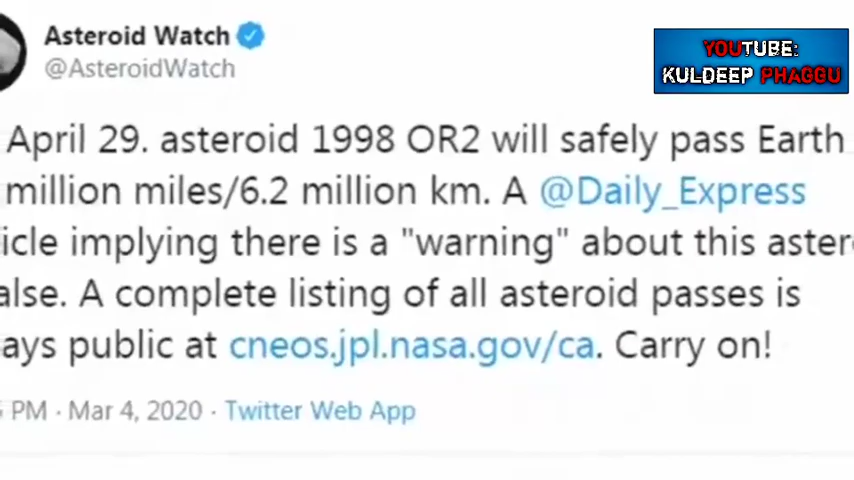 Asteroid Watch
@AsteroidWatch
YOUTUBE:
KULDEEP PHAGGU
April 29. asteroid 1998 OR2 will safely pass Earth
million miles/6.2 million km. A @Daily_Express
icle implying there is a "warning" about this aster
alse. A complete listing of all asteroid passes is
ays public at cneos.jpl.nasa.gov/ca. Carry on!
PM · Mar 4, 2020 · Twitter Web App